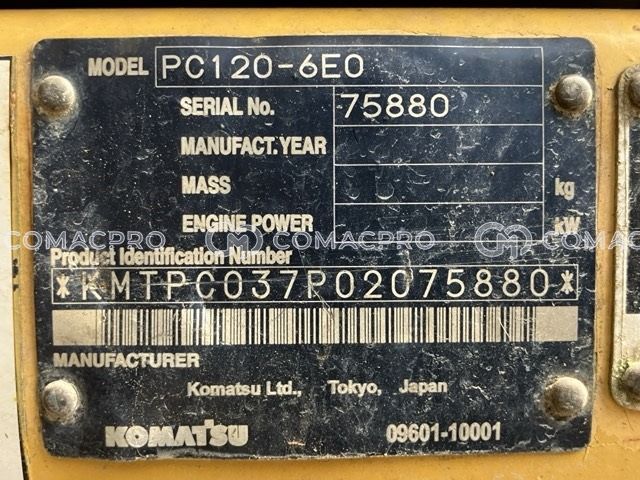 MODEL PC120-6E0
SERIAL No. 75880
MANUFACT.YEAR
MASS kg
ENGINE POWER kW
COMACPRO COMACPRO COMACPRO
Product Identification Number
*KMTPC037P02075880*
MANUFACTURER
Komatsu Ltd., Tokyo, Japan
KOMATSU 09601-10001